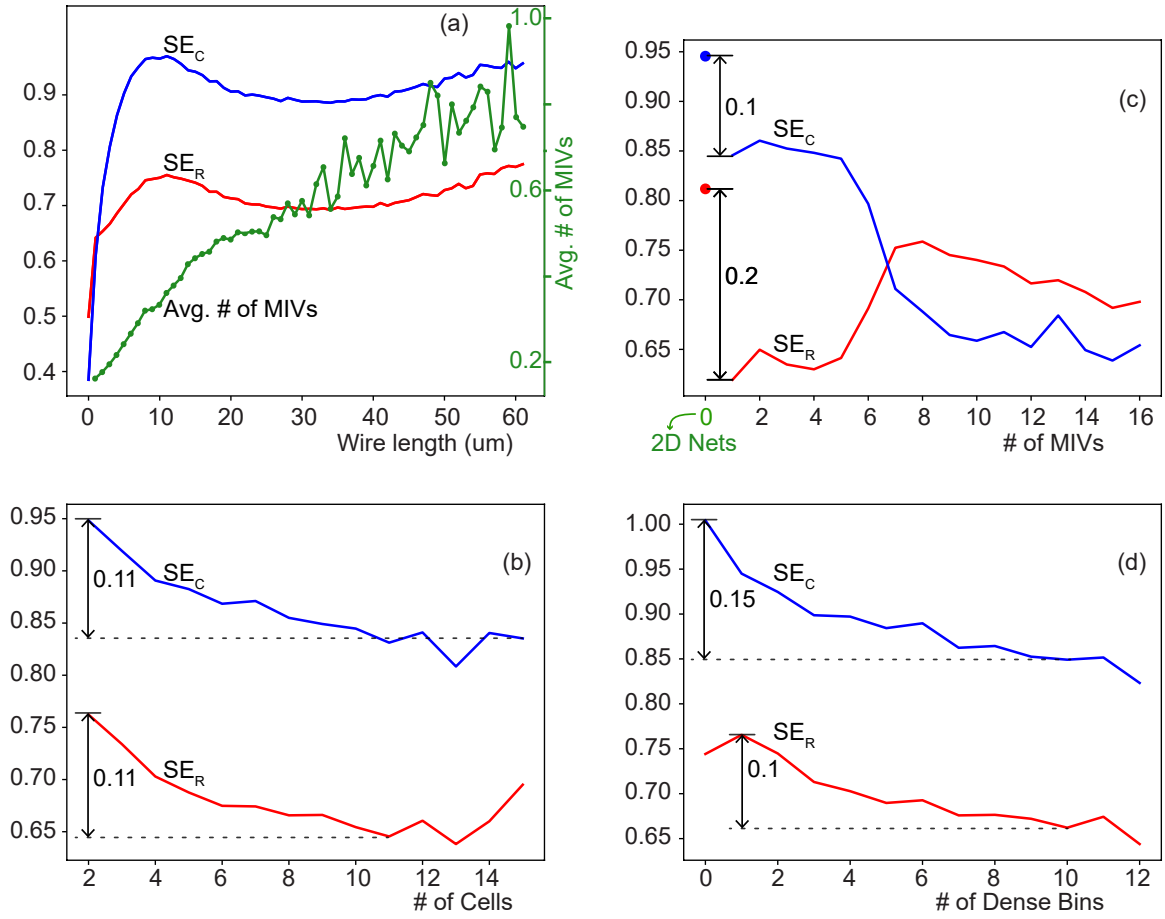 (a)
1.0
SE_C
0.9
0.8
SE_R
0.7
0.6
0.6
Avg. # of MIVs
Avg. # of MIVs
0.5
0.4
0.2
0 10 20 30 40 50 60
Wire length (um)
(c)
0.95
0.1
SE_C
0.85
0.80
0.75
0.2
0.70
SE_R
0.65
0 2 4 6 8 10 12 14 16
2D Nets
# of MIVs
(b)
0.95
0.90
0.11
SE_C
0.85
0.80
0.75
0.70
0.11
SE_R
0.65
2 4 6 8 10 12 14
# of Cells
(d)
1.00
0.95
SE_C
0.15
0.90
0.85
0.80
0.75
SE_R
0.1
0.70
0.65
0 2 4 6 8 10 12
# of Dense Bins